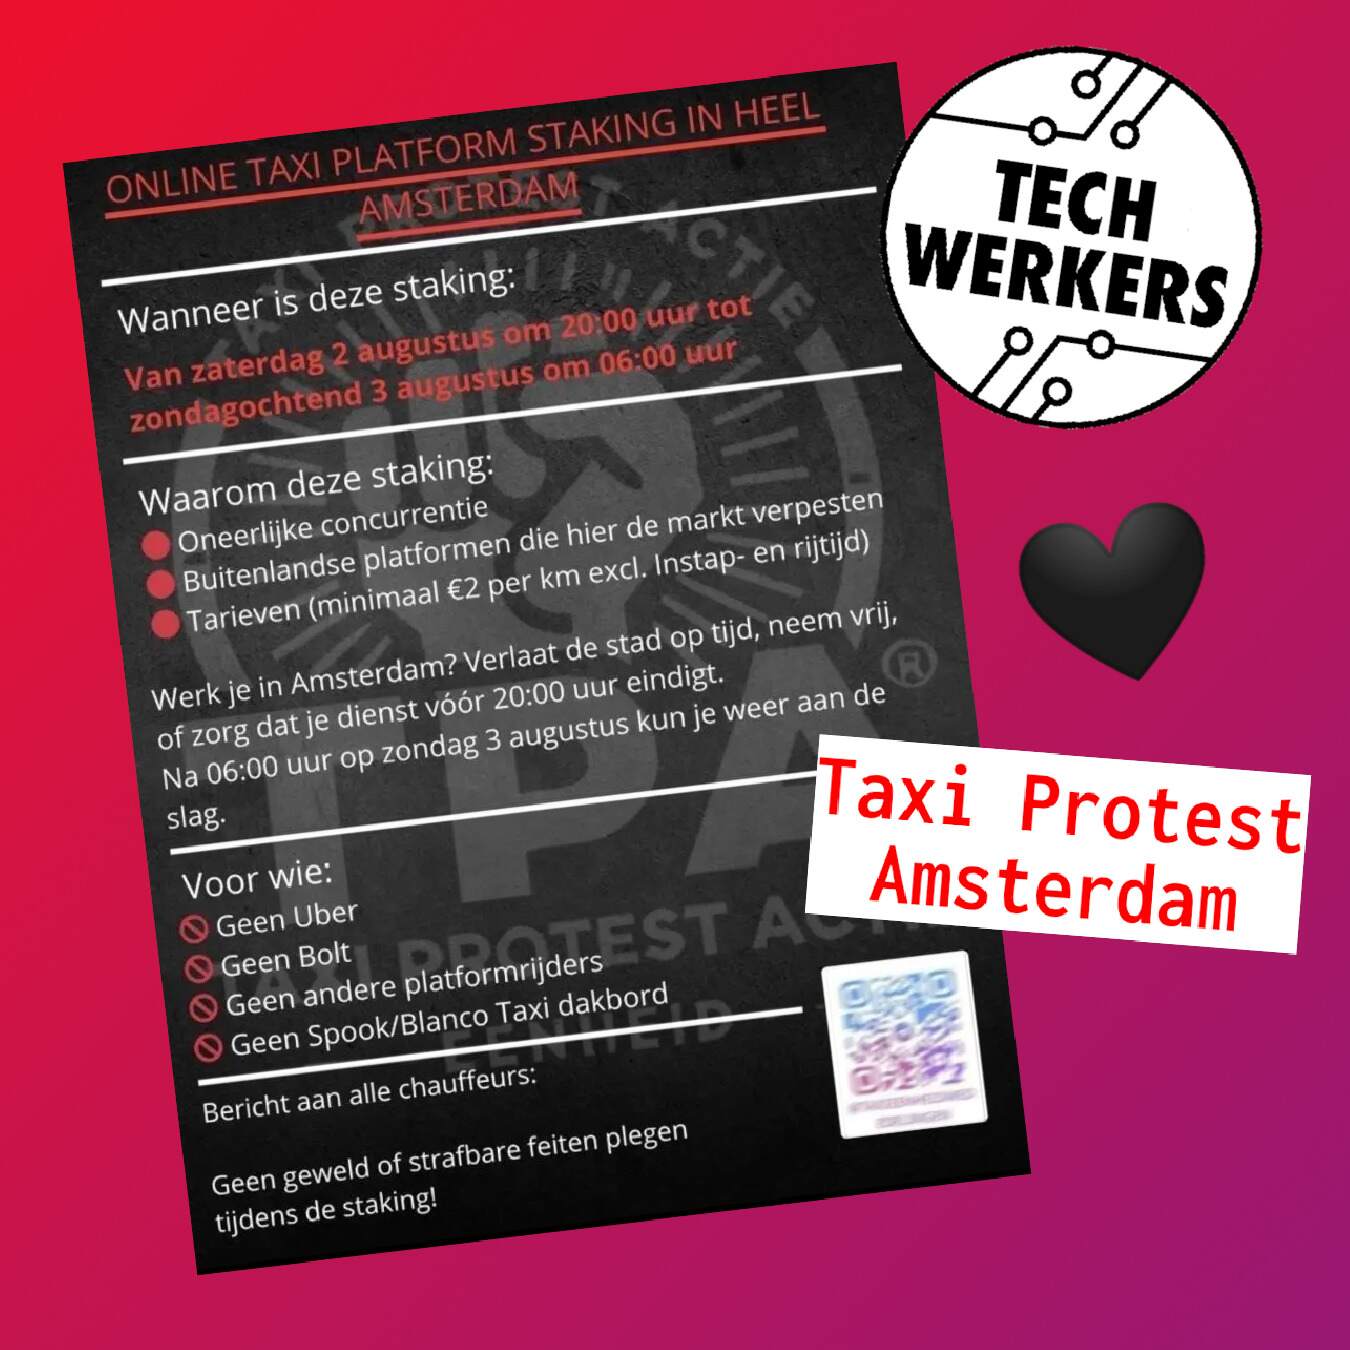 ONLINE TAXI PLATFORM STAKING IN HEEL
AMSTERDAM
Wanneer is deze staking:
Van zaterdag 2 augustus om 20:00 uur tot
zondagochtend 3 augustus om 06:00 uur
Waarom deze staking:
Oneerlijke concurrentie
Buitenlandse platformen die hier de markt verpesten
Tarieven (minimaal €2 per km excl. Instap- en rijtijd)
Werk je in Amsterdam? Verlaat de stad op tijd, neem vrij,
of zorg dat je dienst vóór 20:00 uur eindigt.
Na 06:00 uur op zondag 3 augustus kun je weer aan de
slag.
Voor wie:
Geen Uber
Geen Bolt
Geen andere platformrijders
Geen Spook/Blanco Taxi dakbord
Bericht aan alle chauffeurs:
Geen geweld of strafbare feiten plegen
tijdens de staking!
TAXI PROTEST ACTIE
TPA®
TAXI PROTEST
EENHEID
TECH
WERKERS
Taxi Protest
Amsterdam